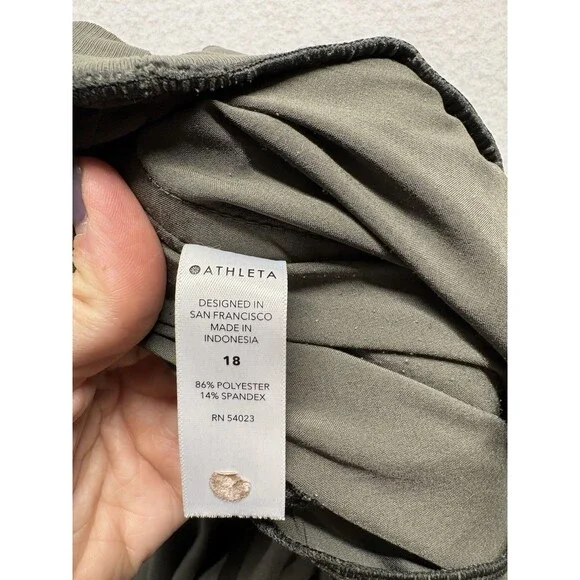 ATHLETA
DESIGNED IN
SAN FRANCISCO
MADE IN
INDONESIA
18
86% POLYESTER
14% SPANDEX
RN 54023